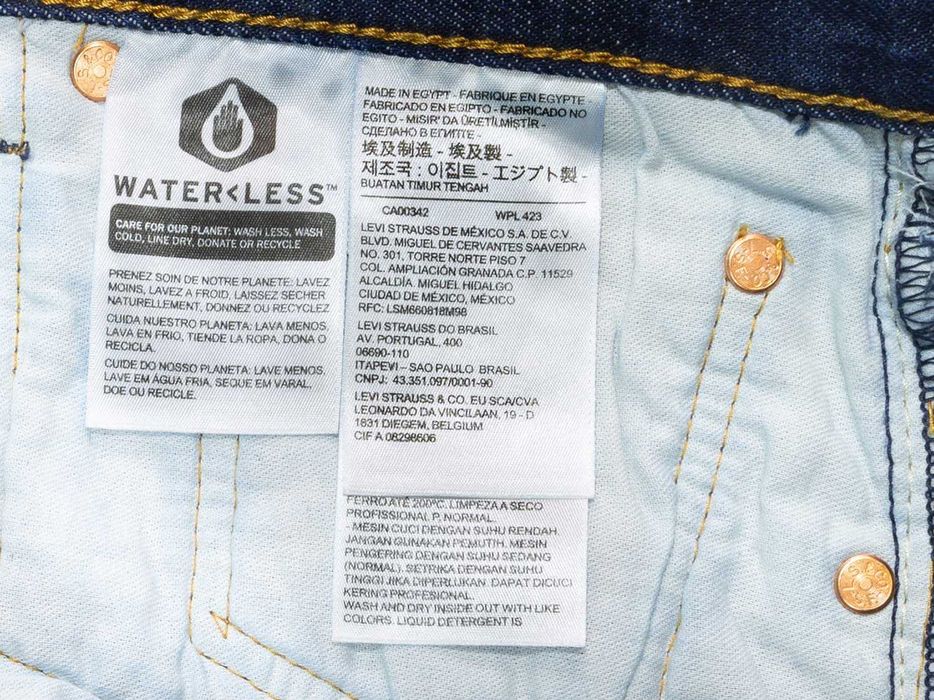 WATER<LESS™
CARE FOR OUR PLANET: WASH LESS, WASH
COLD, LINE DRY, DONATE OR RECYCLE
PRENEZ SOIN DE NOTRE PLANETE: LAVEZ
MOINS, LAVEZ A FROID, LAISSEZ SECHER
NATURELLEMENT, DONNEZ OU RECYCLEZ
CUIDA NUESTRO PLANETA: LAVA MENOS,
LAVA EN FRIO, TIENDE LA ROPA, DONA O
RECICLA.
CUIDE DO NOSSO PLANETA: LAVE MENOS,
LAVE EM ÁGUA FRIA, SEQUE EM VARAL,
DOE OU RECICLE.
MADE IN EGYPT - FABRIQUE EN EGYPTE
FABRICADO EN EGIPTO - FABRICADO NO
EGITO - MISIR'DA ÜRETİLMİŞTİR -
СДЕЛАНО В ЕГИПТЕ -
埃及制造 - 埃及製 -
제조국 : 이집트 - エジプト製 -
BUATAN TIMUR TENGAH
CA00342 WPL 423
LEVI STRAUSS DE MÉXICO S.A. DE C.V.
BLVD. MIGUEL DE CERVANTES SAAVEDRA
NO. 301, TORRE NORTE PISO 7
COL. AMPLIACIÓN GRANADA C.P. 11529
ALCALDÍA. MIGUEL HIDALGO
CIUDAD DE MÉXICO, MÉXICO
RFC: LSM660818M98
LEVI STRAUSS DO BRASIL
AV. PORTUGAL, 400
06690-110
ITAPEVI – SAO PAULO BRASIL
CNPJ: 43.351.097/0001-90
LEVI STRAUSS & CO. EU SCA/CVA
LEONARDO DA VINCILAAN, 19 - D
1831 DIEGEM, BELGIUM
CIF A 08298606
FERRO ATÉ 200ºC. LIMPEZA A SECO
PROFISSIONAL P, NORMAL.
- MESIN CUCI DENGAN SUHU RENDAH.
JANGAN GUNAKAN PEMUTIH. MESIN
PENGERING DENGAN SUHU SEDANG
(NORMAL). SETRIKA DENGAN SUHU
TINGGI JIKA DIPERLUKAN. DAPAT DICUCI
KERING PROFESIONAL.
WASH AND DRY INSIDE OUT WITH LIKE
COLORS. LIQUID DETERGENT IS